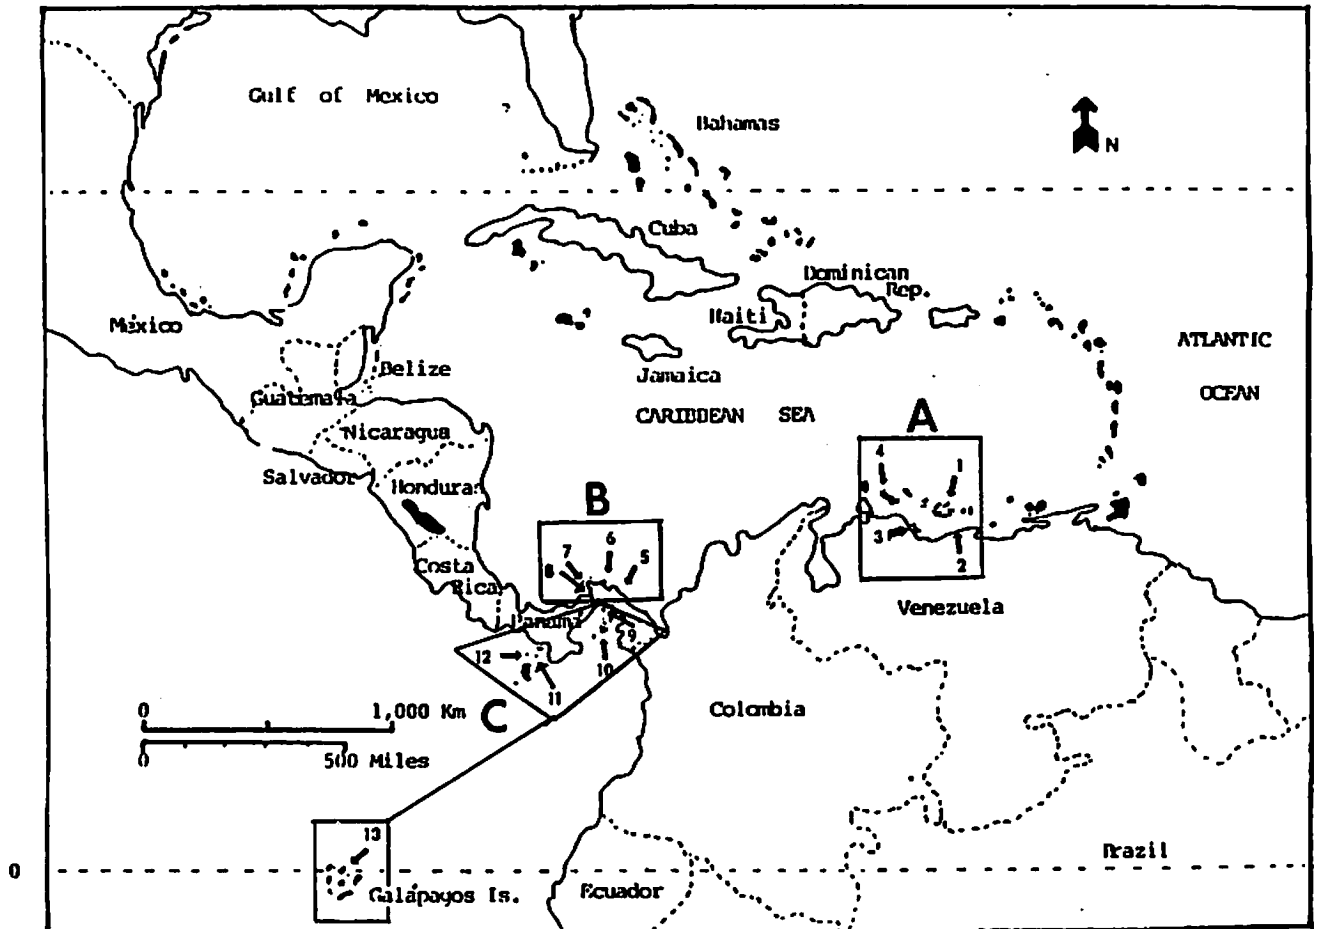 Gulf of Mexico
Bahamas
N
Cuba
Dominican
Rep.
Haiti
México
Jamaica
ATLANTIC
OCEAN
Belize
Guatemala
CARIBBEAN SEA
A
Nicaragua
4
1
Salvador
Honduras
B
3
2
7
6
5
8
Costa
Rica
Venezuela
Panama
9
12
10
11
C
Colombia
0
1,000 Km
0
500 Miles
13
0
Galápagos Is.
Ecuador
Brazil